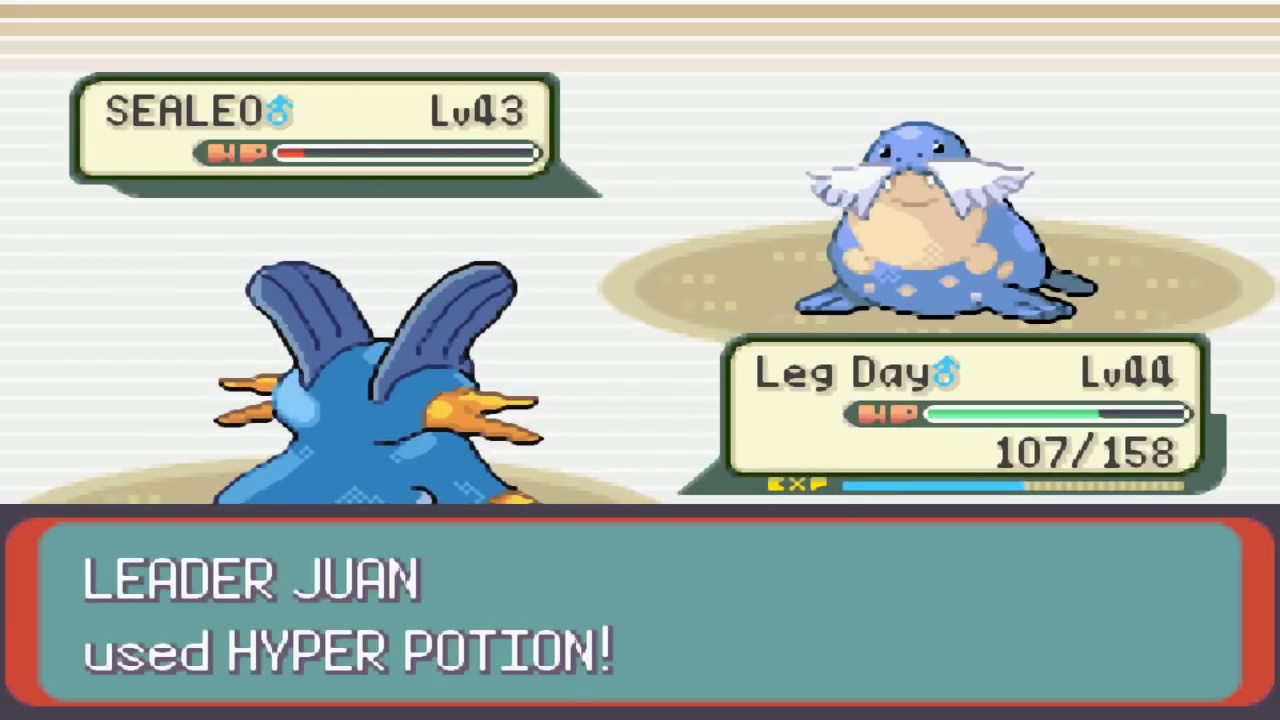 SEALEO♂ Lv43
HP
Leg Day♂ Lv44
HP
107/158
EXP
LEADER JUAN
used HYPER POTION!